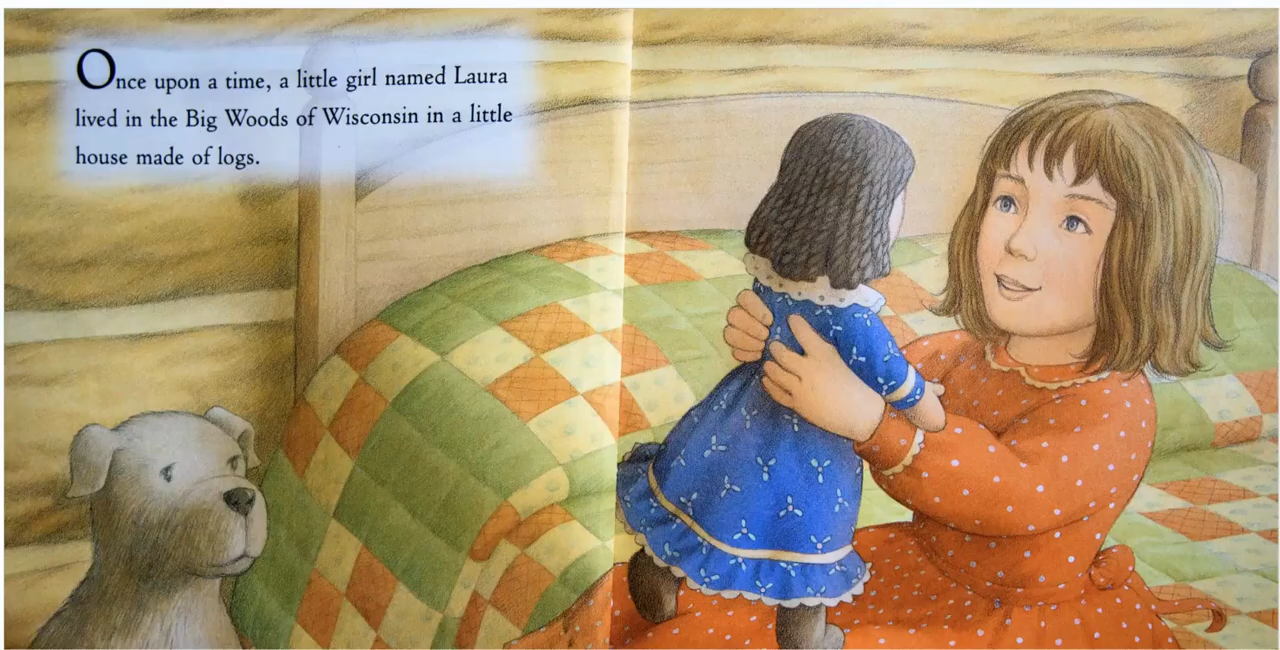 Once upon a time, a little girl named Laura
lived in the Big Woods of Wisconsin in a little
house made of logs.